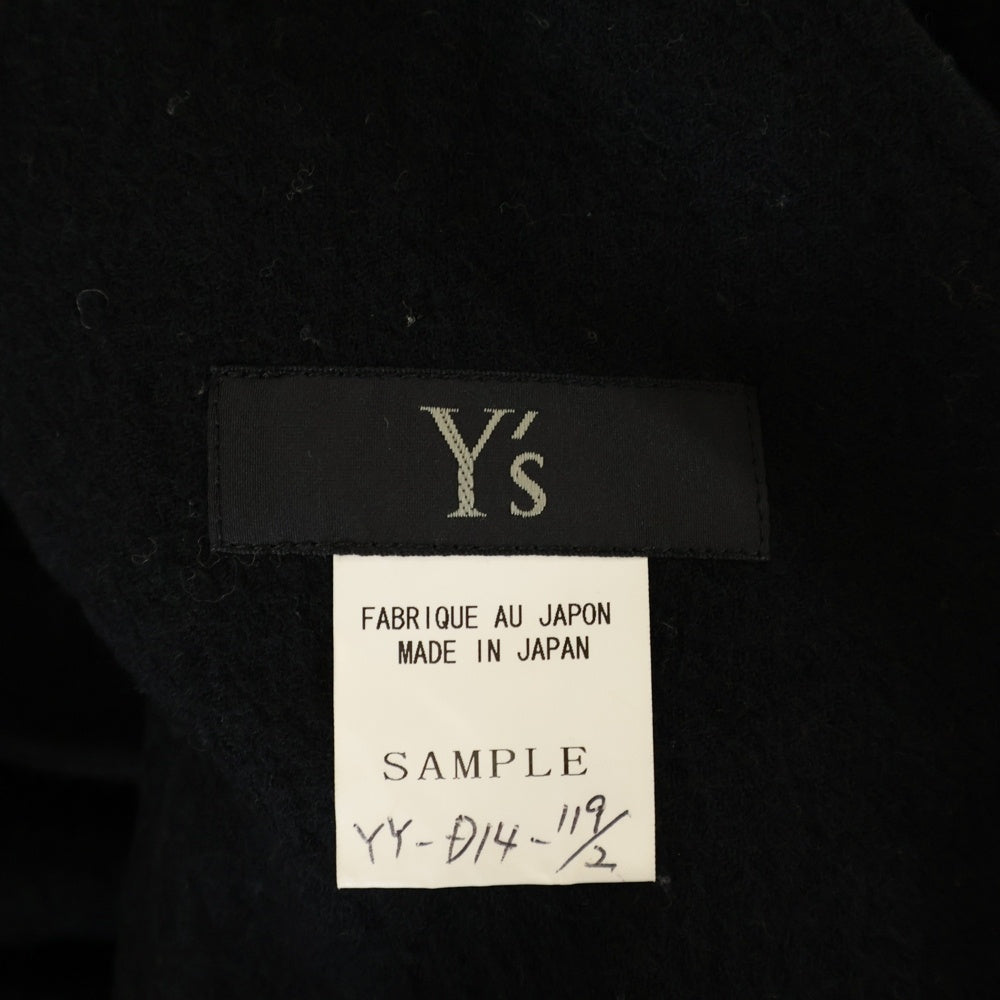 Y's
FABRIQUE AU JAPON
MADE IN JAPAN
SAMPLE
YY-D14-119/2